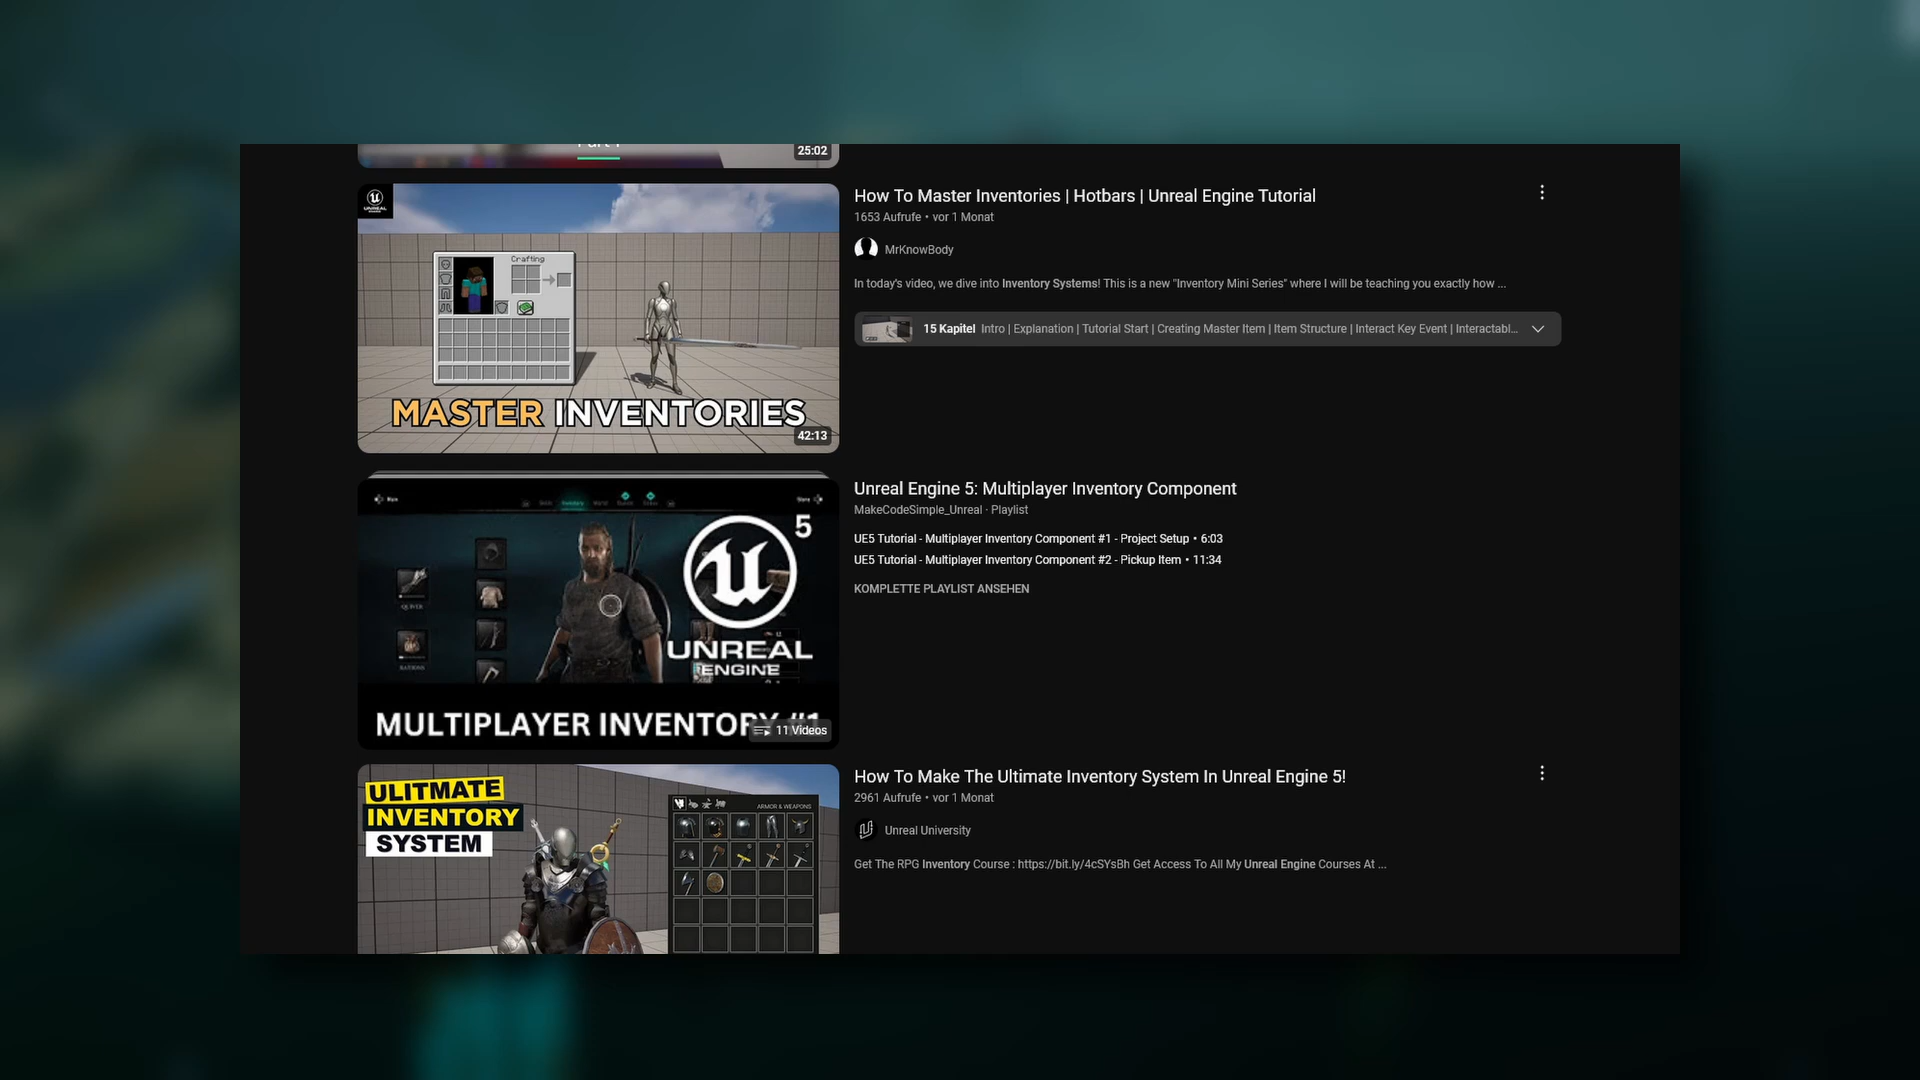 25:02
UNREAL
Crafting
MASTER INVENTORIES
42:13
How To Master Inventories | Hotbars | Unreal Engine Tutorial
1653 Aufrufe • vor 1 Monat
MrKnowBody
In today's video, we dive into Inventory Systems! This is a new "Inventory Mini Series" where I will be teaching you exactly how ...
15 Kapitel Intro | Explanation | Tutorial Start | Creating Master Item | Item Structure | Interact Key Event | Interactabl...
5
QUIVER
RATIONS
UNREAL
ENGINE
MULTIPLAYER INVENTORY #1
11 Videos
Unreal Engine 5: Multiplayer Inventory Component
MakeCodeSimple_Unreal · Playlist
UE5 Tutorial - Multiplayer Inventory Component #1 - Project Setup • 6:03
UE5 Tutorial - Multiplayer Inventory Component #2 - Pickup Item • 11:34
KOMPLETTE PLAYLIST ANSEHEN
ULITMATE
INVENTORY
SYSTEM
ARMOR & WEAPONS
How To Make The Ultimate Inventory System In Unreal Engine 5!
2961 Aufrufe • vor 1 Monat
Unreal University
Get The RPG Inventory Course : https://bit.ly/4cSYsBh Get Access To All My Unreal Engine Courses At ...